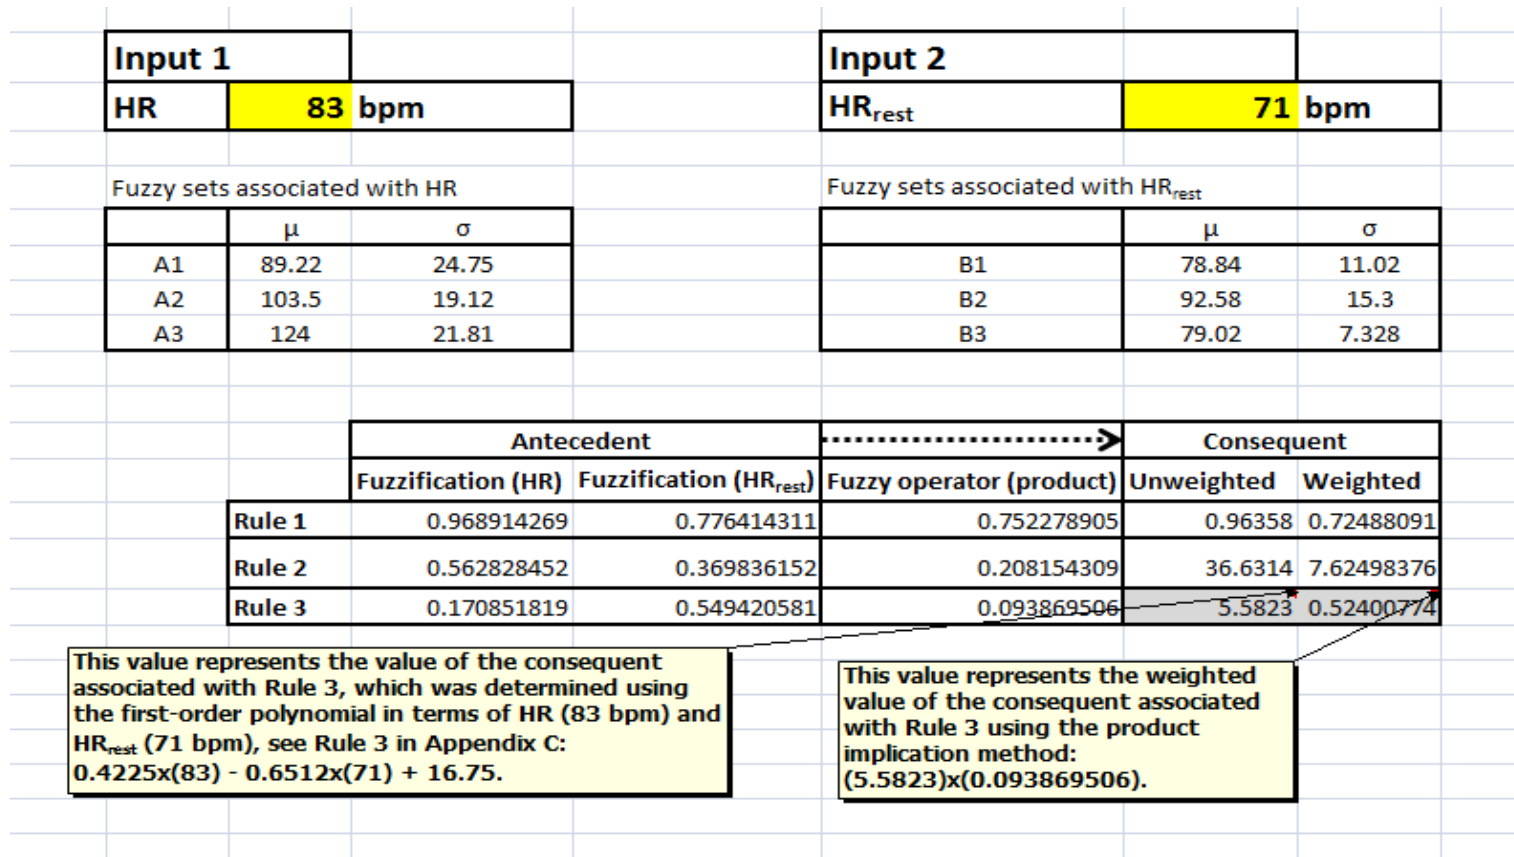 Input 1 Input 2
HR 83 bpm HRrest 71 bpm
Fuzzy sets associated with HR Fuzzy sets associated with HRrest
μ σ μ σ
A1 89.22 24.75 B1 78.84 11.02
A2 103.5 19.12 B2 92.58 15.3
A3 124 21.81 B3 79.02 7.328
Antecedent Consequent
Fuzzification (HR) Fuzzification (HRrest) Fuzzy operator (product) Unweighted Weighted
Rule 1 0.968914269 0.776414311 0.752278905 0.96358 0.72488091
Rule 2 0.562828452 0.369836152 0.208154309 36.6314 7.62498376
Rule 3 0.170851819 0.549420581 0.093869506 5.5823 0.52400774
This value represents the value of the consequent
associated with Rule 3, which was determined using
the first-order polynomial in terms of HR (83 bpm) and
HRrest (71 bpm), see Rule 3 in Appendix C:
0.4225x(83) - 0.6512x(71) + 16.75.
This value represents the weighted
value of the consequent associated
with Rule 3 using the product
implication method:
(5.5823)x(0.093869506).